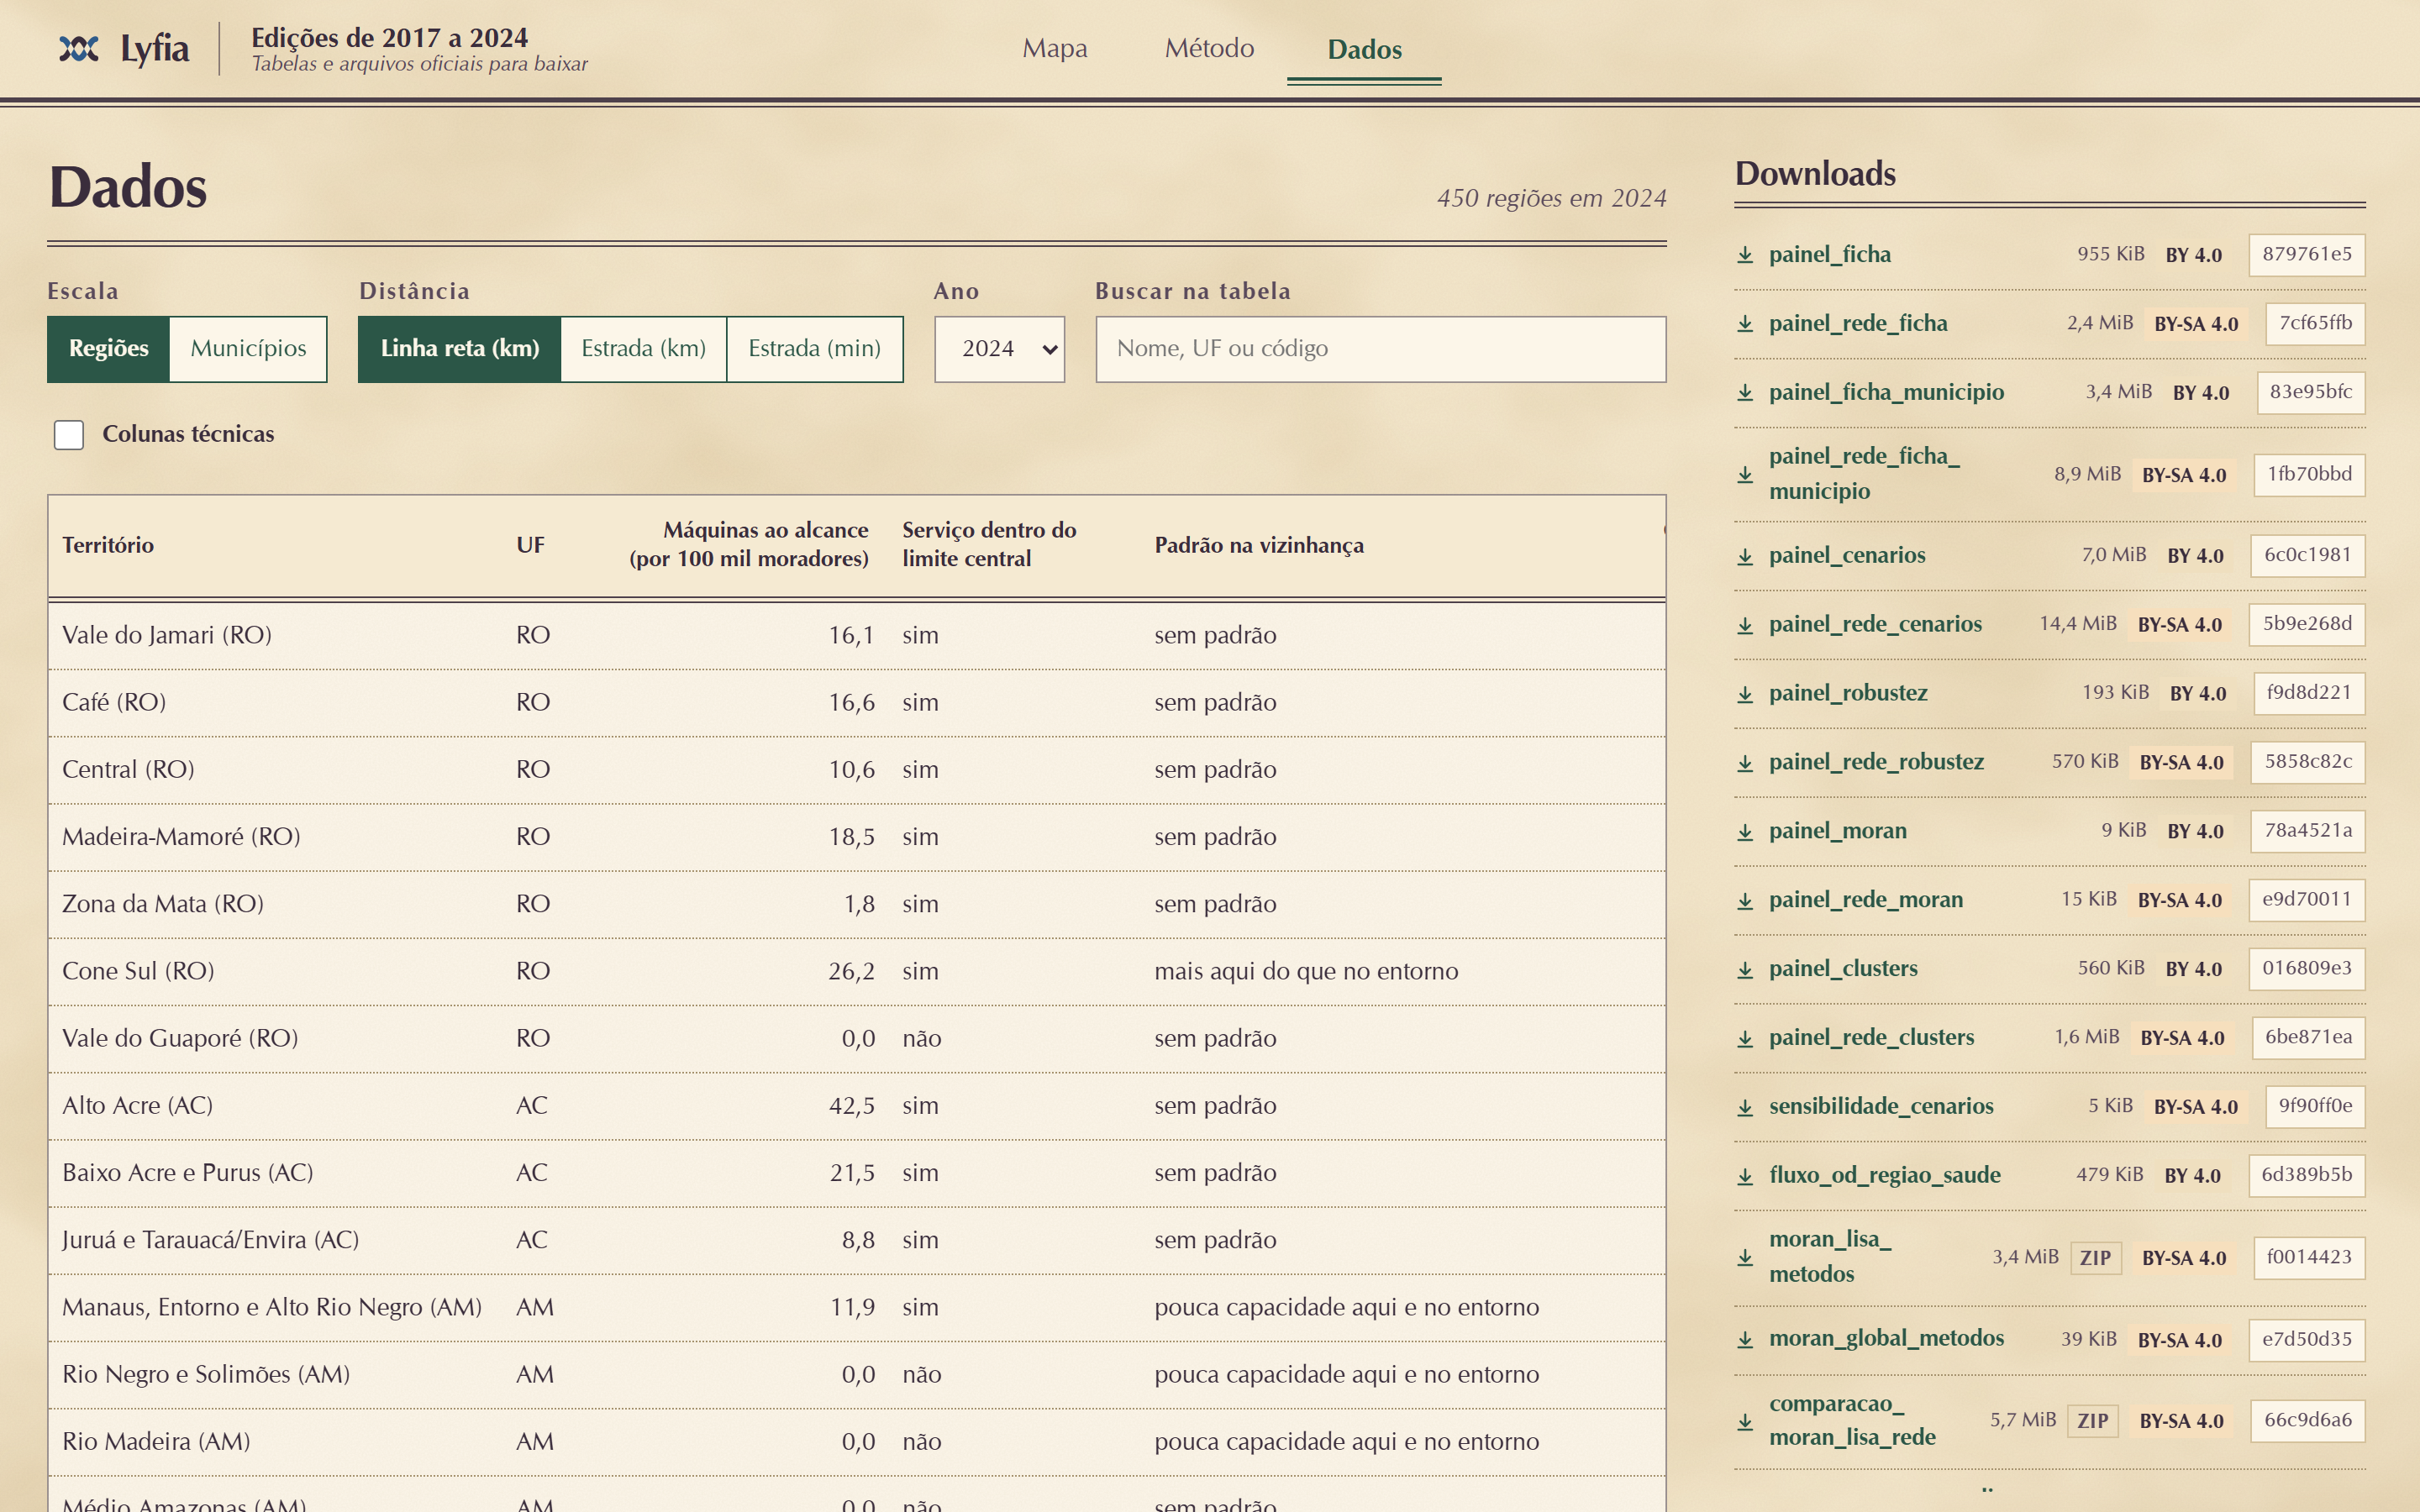 Lyfia
Edições de 2017 a 2024
Tabelas e arquivos oficiais para baixar
Mapa
Método
Dados
Dados
450 regiões em 2024
Escala
Regiões
Municípios
Distância
Linha reta (km)
Estrada (km)
Estrada (min)
Ano
2024
Buscar na tabela
Nome, UF ou código
Colunas técnicas
Território UF Máquinas ao alcance
(por 100 mil moradores) Serviço dentro do
limite central Padrão na vizinhança
Vale do Jamari (RO) RO 16,1 sim sem padrão
Café (RO) RO 16,6 sim sem padrão
Central (RO) RO 10,6 sim sem padrão
Madeira-Mamoré (RO) RO 18,5 sim sem padrão
Zona da Mata (RO) RO 1,8 sim sem padrão
Cone Sul (RO) RO 26,2 sim mais aqui do que no entorno
Vale do Guaporé (RO) RO 0,0 não sem padrão
Alto Acre (AC) AC 42,5 sim sem padrão
Baixo Acre e Purus (AC) AC 21,5 sim sem padrão
Juruá e Tarauacá/Envira (AC) AC 8,8 sim sem padrão
Manaus, Entorno e Alto Rio Negro (AM) AM 11,9 sim pouca capacidade aqui e no entorno
Rio Negro e Solimões (AM) AM 0,0 não pouca capacidade aqui e no entorno
Rio Madeira (AM) AM 0,0 não pouca capacidade aqui e no entorno
Médio Amazonas (AM) AM 0,0 não sem padrão
Downloads
painel_ficha 955 KiB BY 4.0 879761e5
painel_rede_ficha 2,4 MiB BY-SA 4.0 7cf65ffb
painel_ficha_municipio 3,4 MiB BY 4.0 83e95bfc
painel_rede_ficha_
municipio 8,9 MiB BY-SA 4.0 1fb70bbd
painel_cenarios 7,0 MiB BY 4.0 6c0c1981
painel_rede_cenarios 14,4 MiB BY-SA 4.0 5b9e268d
painel_robustez 193 KiB BY 4.0 f9d8d221
painel_rede_robustez 570 KiB BY-SA 4.0 5858c82c
painel_moran 9 KiB BY 4.0 78a4521a
painel_rede_moran 15 KiB BY-SA 4.0 e9d70011
painel_clusters 560 KiB BY 4.0 016809e3
painel_rede_clusters 1,6 MiB BY-SA 4.0 6be871ea
sensibilidade_cenarios 5 KiB BY-SA 4.0 9f90ff0e
fluxo_od_regiao_saude 479 KiB BY 4.0 6d389b5b
moran_lisa_
metodos 3,4 MiB ZIP BY-SA 4.0 f0014423
moran_global_metodos 39 KiB BY-SA 4.0 e7d50d35
comparacao_
moran_lisa_rede 5,7 MiB ZIP BY-SA 4.0 66c9d6a6